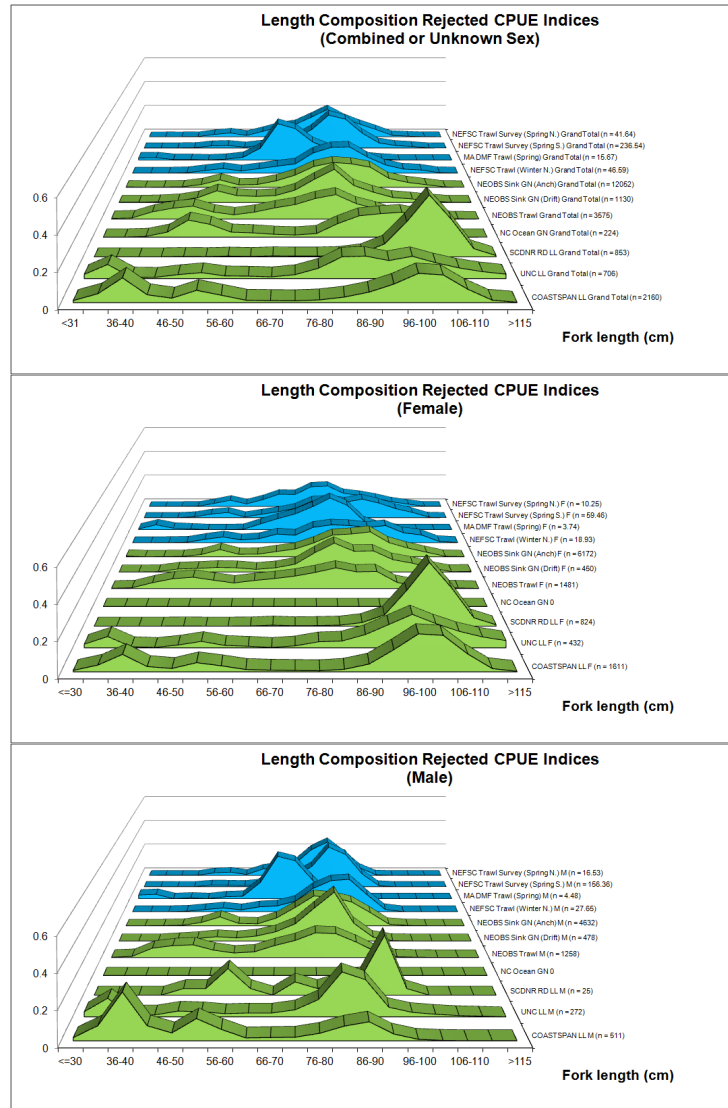 Length Composition Rejected CPUE Indices
(Combined or Unknown Sex)
NEFSC Trawl Survey (Spring N.) Grand Total (n = 41.64)
NEFSC Trawl Survey (Spring S.) Grand Total (n = 236.54)
MA DMF Trawl (Spring) Grand Total (n = 15.67)
NEFSC Trawl (Winter N.) Grand Total (n = 46.59)
NEOBS Sink GN (Anch) Grand Total (n = 12052)
NEOBS Sink GN (Drift) Grand Total (n = 1130)
NEOBS Trawl Grand Total (n = 3576)
NC Ocean GN Grand Total (n = 224)
SCDNR RD LL Grand Total (n = 853)
UNC LL Grand Total (n = 706)
COASTSPAN LL Grand Total (n = 2160)
0.6
0.4
0.2
0
<31 36-40 46-50 56-60 66-70 76-80 86-90 96-100 106-110 >115
Fork length (cm)
Length Composition Rejected CPUE Indices
(Female)
NEFSC Trawl Survey (Spring N.) F (n = 10.25)
NEFSC Trawl Survey (Spring S.) F (n = 59.46)
MA DMF Trawl (Spring) F (n = 3.74)
NEFSC Trawl (Winter N.) F (n = 18.93)
NEOBS Sink GN (Anch) F (n = 6172)
NEOBS Sink GN (Drift) F (n = 450)
NEOBS Trawl F (n = 1481)
NC Ocean GN 0
SCDNR RD LL F (n = 824)
UNC LL F (n = 432)
COASTSPAN LL F (n = 1611)
0.6
0.4
0.2
0
<=30 36-40 46-50 56-60 66-70 76-80 86-90 96-100 106-110 >115
Fork length (cm)
Length Composition Rejected CPUE Indices
(Male)
NEFSC Trawl Survey (Spring N.) M (n = 16.53)
NEFSC Trawl Survey (Spring S.) M (n = 156.36)
MA DMF Trawl (Spring) M (n = 4.48)
NEFSC Trawl (Winter N.) M (n = 27.65)
NEOBS Sink GN (Anch) M (n = 4632)
NEOBS Sink GN (Drift) M (n = 478)
NEOBS Trawl M (n = 1258)
NC Ocean GN 0
SCDNR RD LL M (n = 25)
UNC LL M (n = 272)
COASTSPAN LL M (n = 511)
0.6
0.4
0.2
0
<=30 36-40 46-50 56-60 66-70 76-80 86-90 96-100 106-110 >115
Fork length (cm)